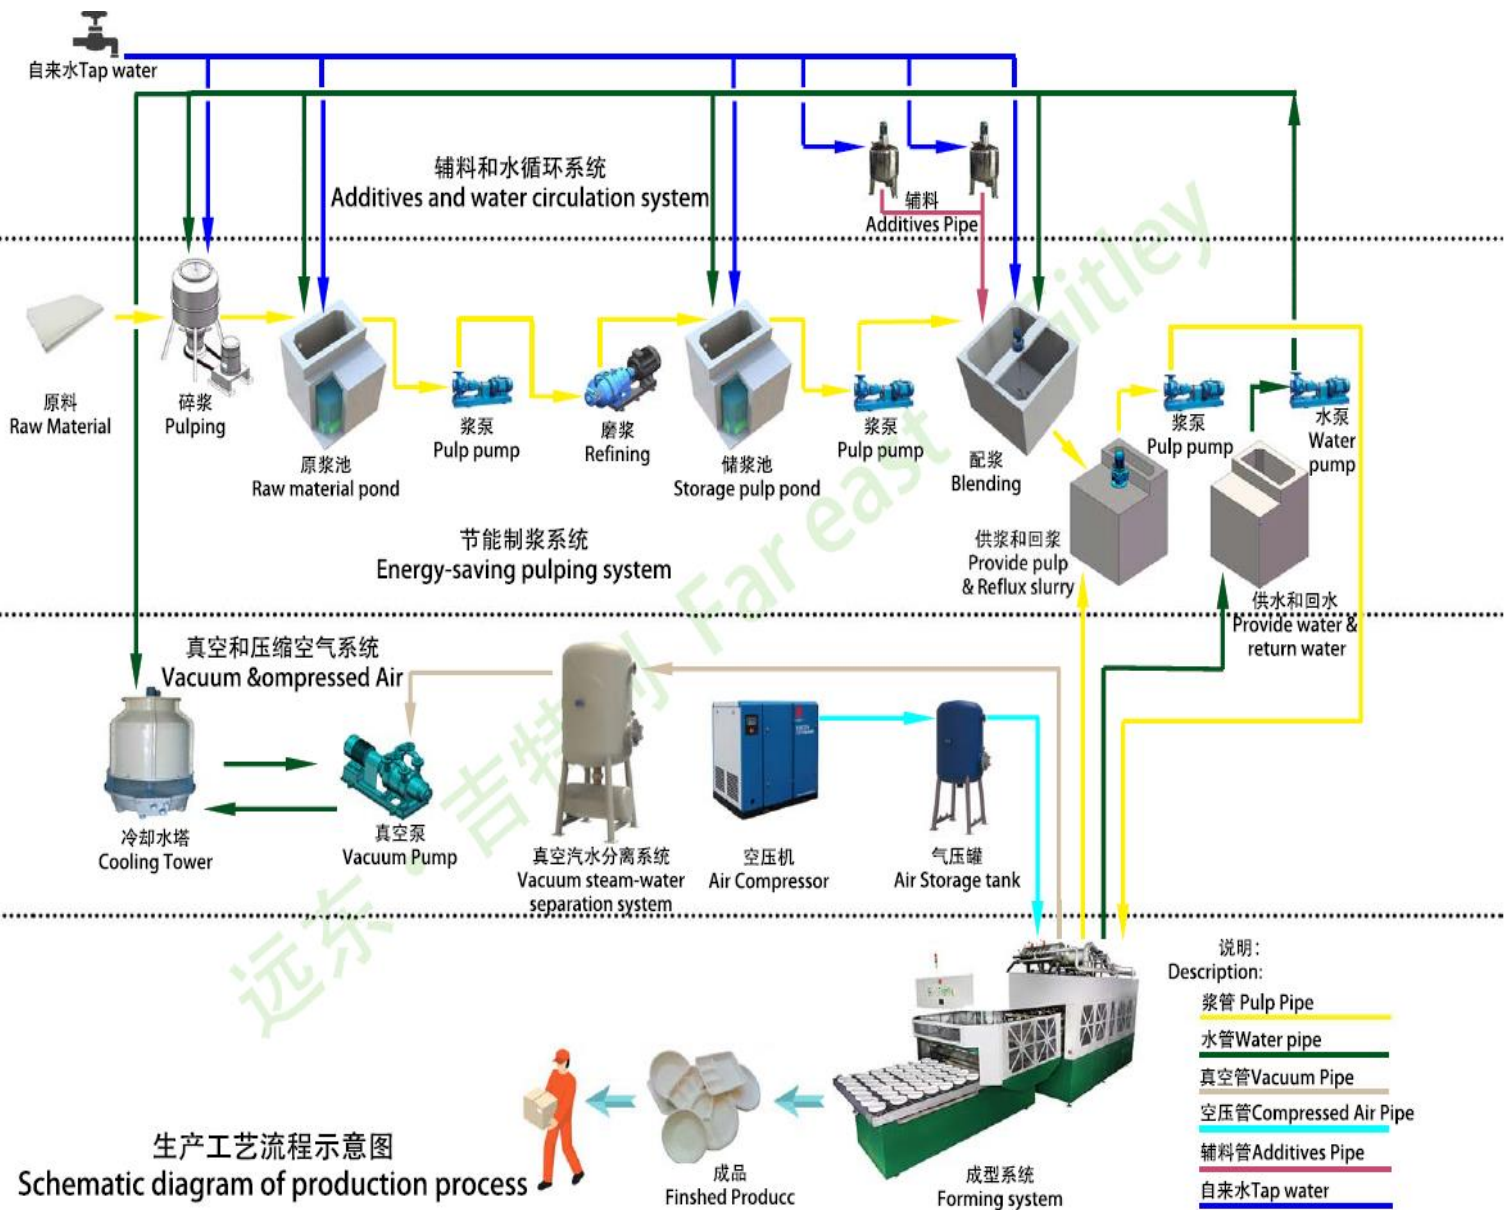 自来水Tap water
辅料和水循环系统
Additives and water circulation system
辅料
Additives Pipe
原料
Raw Material
碎浆
Pulping
原浆池
Raw material pond
浆泵
Pulp pump
磨浆
Refining
储浆池
Storage pulp pond
浆泵
Pulp pump
配浆
Blending
浆泵
Pulp pump
水泵
Water
pump
供浆和回浆
Provide pulp
& Reflux slurry
供水和回水
Provide water &
return water
节能制浆系统
Energy-saving pulping system
真空和压缩空气系统
Vacuum &ompressed Air
冷却水塔
Cooling Tower
真空泵
Vacuum Pump
真空汽水分离系统
Vacuum steam-water
separation system
空压机
Air Compressor
气压罐
Air Storage tank
远东·吉特利 Far east Gitley
说明:
Description:
浆管 Pulp Pipe
水管Water pipe
真空管Vacuum Pipe
空压管Compressed Air Pipe
辅料管Additives Pipe
自来水Tap water
生产工艺流程示意图
Schematic diagram of production process
成品
Finshed Producc
成型系统
Forming system